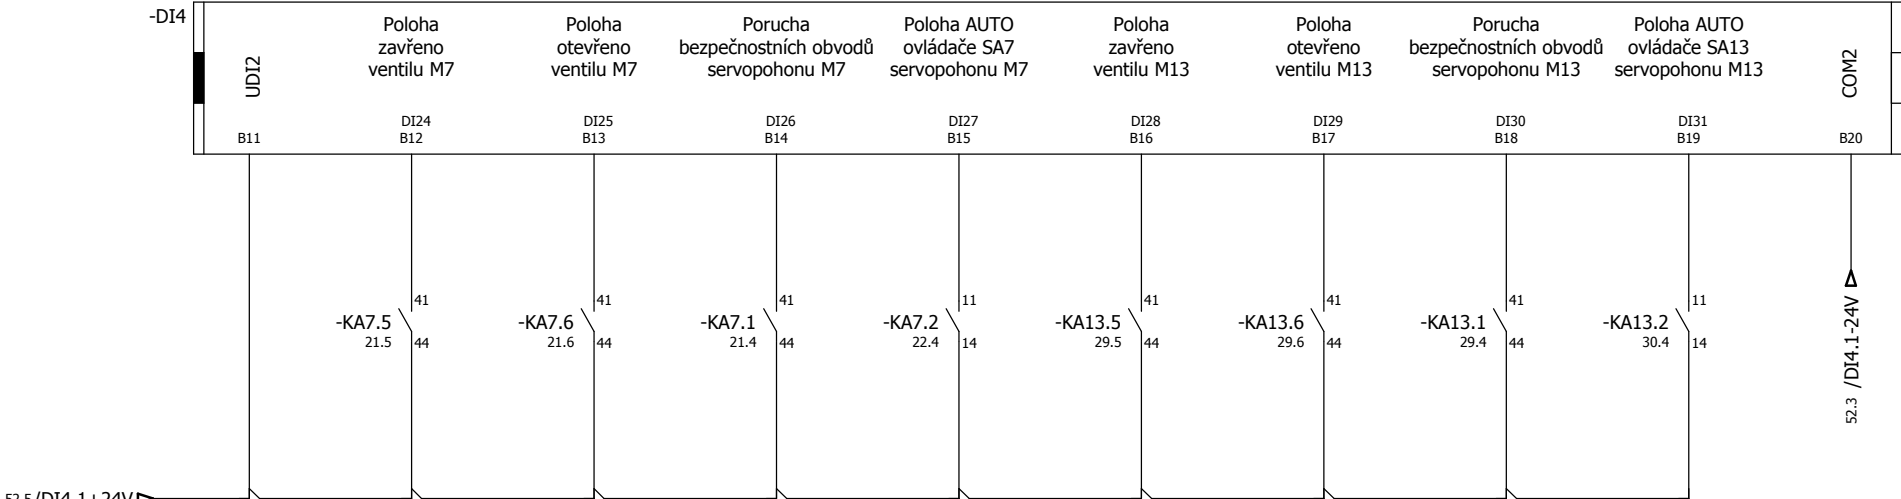 -DI4
UDI2
Poloha
zavřeno
ventilu M7
Poloha
otevřeno
ventilu M7
Porucha
bezpečnostních obvodů
servopohonu M7
Poloha AUTO
ovládače SA7
servopohonu M7
Poloha
zavřeno
ventilu M13
Poloha
otevřeno
ventilu M13
Porucha
bezpečnostních obvodů
servopohonu M13
Poloha AUTO
ovládače SA13
servopohonu M13
COM2
DI24 DI25 DI26 DI27 DI28 DI29 DI30 DI31
B11 B12 B13 B14 B15 B16 B17 B18 B19 B20
41 41 41 11 41 41 41 11
-KA7.5 -KA7.6 -KA7.1 -KA7.2 -KA13.5 -KA13.6 -KA13.1 -KA13.2
21.5 44 21.6 44 21.4 44 22.4 14 29.5 44 29.6 44 29.4 44 30.4 14
52.3 /DI4.1-24V
52.5 /DI4.1+24V